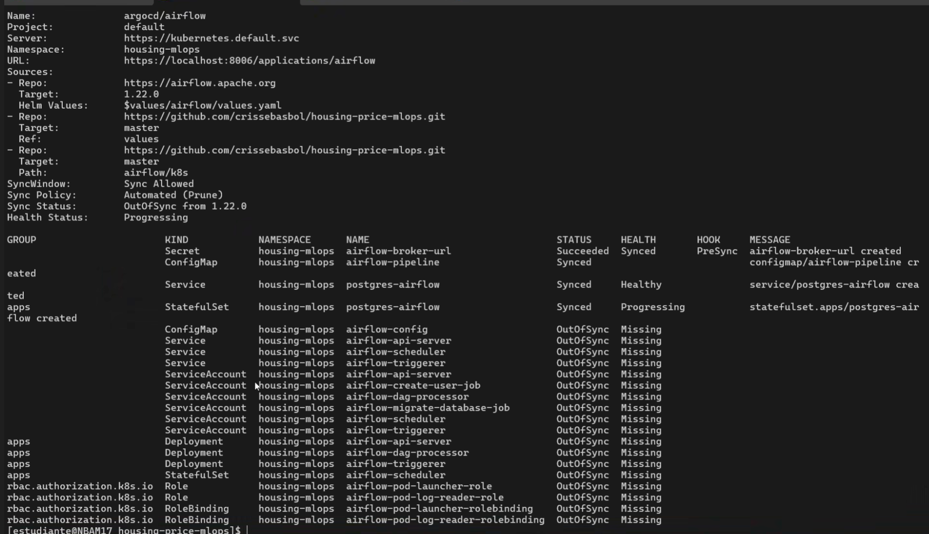 Name: argocd/airflow
Project: default
Server: https://kubernetes.default.svc
Namespace: housing-mlops
URL: https://localhost:8006/applications/airflow
Sources:
- Repo: https://airflow.apache.org
  Target: 1.22.0
  Helm Values: $values/airflow/values.yaml
- Repo: https://github.com/crissebasbol/housing-price-mlops.git
  Target: master
  Ref: values
- Repo: https://github.com/crissebasbol/housing-price-mlops.git
  Target: master
  Path: airflow/k8s
SyncWindow: Sync Allowed
Sync Policy: Automated (Prune)
Sync Status: OutOfSync from 1.22.0
Health Status: Progressing
GROUP KIND NAMESPACE NAME STATUS HEALTH HOOK MESSAGE
Secret housing-mlops airflow-broker-url Succeeded Synced PreSync airflow-broker-url created
ConfigMap housing-mlops airflow-pipeline Synced configmap/airflow-pipeline cr
eated
Service housing-mlops postgres-airflow Synced Healthy service/postgres-airflow crea
ted
apps StatefulSet housing-mlops postgres-airflow Synced Progressing statefulset.apps/postgres-air
flow created
ConfigMap housing-mlops airflow-config OutOfSync Missing
Service housing-mlops airflow-api-server OutOfSync Missing
Service housing-mlops airflow-scheduler OutOfSync Missing
Service housing-mlops airflow-triggerer OutOfSync Missing
ServiceAccount housing-mlops airflow-api-server OutOfSync Missing
ServiceAccount housing-mlops airflow-create-user-job OutOfSync Missing
ServiceAccount housing-mlops airflow-dag-processor OutOfSync Missing
ServiceAccount housing-mlops airflow-migrate-database-job OutOfSync Missing
ServiceAccount housing-mlops airflow-scheduler OutOfSync Missing
ServiceAccount housing-mlops airflow-triggerer OutOfSync Missing
apps Deployment housing-mlops airflow-api-server OutOfSync Missing
apps Deployment housing-mlops airflow-dag-processor OutOfSync Missing
apps Deployment housing-mlops airflow-triggerer OutOfSync Missing
apps StatefulSet housing-mlops airflow-scheduler OutOfSync Missing
rbac.authorization.k8s.io Role housing-mlops airflow-pod-launcher-role OutOfSync Missing
rbac.authorization.k8s.io Role housing-mlops airflow-pod-log-reader-role OutOfSync Missing
rbac.authorization.k8s.io RoleBinding housing-mlops airflow-pod-launcher-rolebinding OutOfSync Missing
rbac.authorization.k8s.io RoleBinding housing-mlops airflow-pod-log-reader-rolebinding OutOfSync Missing
[estudiante@NBAM17 housing-price-mlops]$